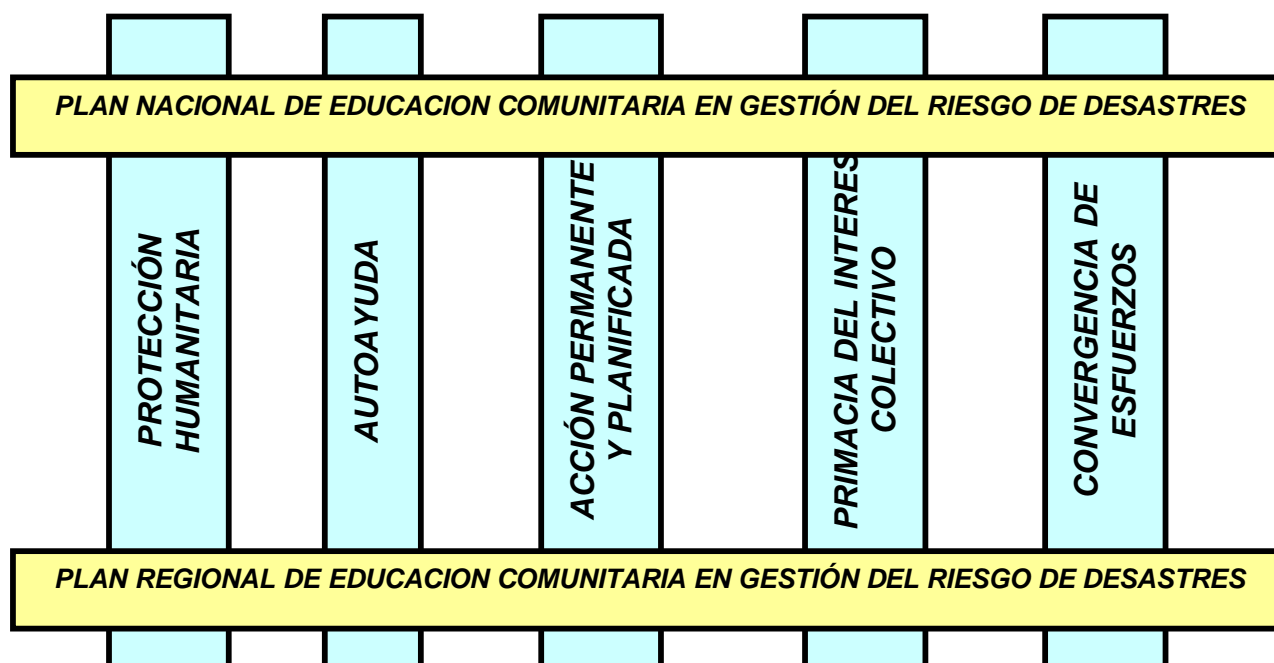 PLAN NACIONAL DE EDUCACION COMUNITARIA EN GESTIÓN DEL RIESGO DE DESASTRES
PROTECCIÓN
HUMANITARIA
AUTOAYUDA
ACCIÓN PERMANENTE
Y PLANIFICADA
PRIMACIA DEL INTERES
COLECTIVO
CONVERGENCIA DE
ESFUERZOS
PLAN REGIONAL DE EDUCACION COMUNITARIA EN GESTIÓN DEL RIESGO DE DESASTRES